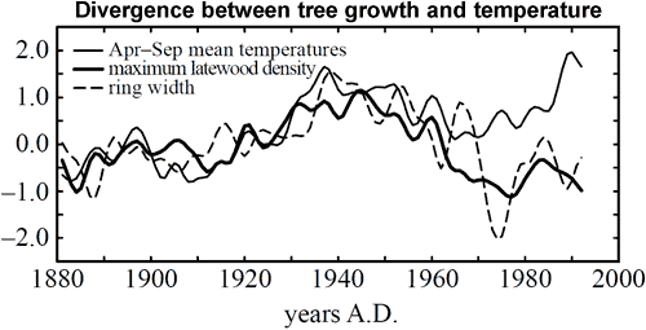 Divergence between tree growth and temperature
2.0
Apr–Sep mean temperatures
maximum latewood density
1.0
ring width
0.0
−1.0
−2.0
1880 1900 1920 1940 1960 1980 2000
years A.D.